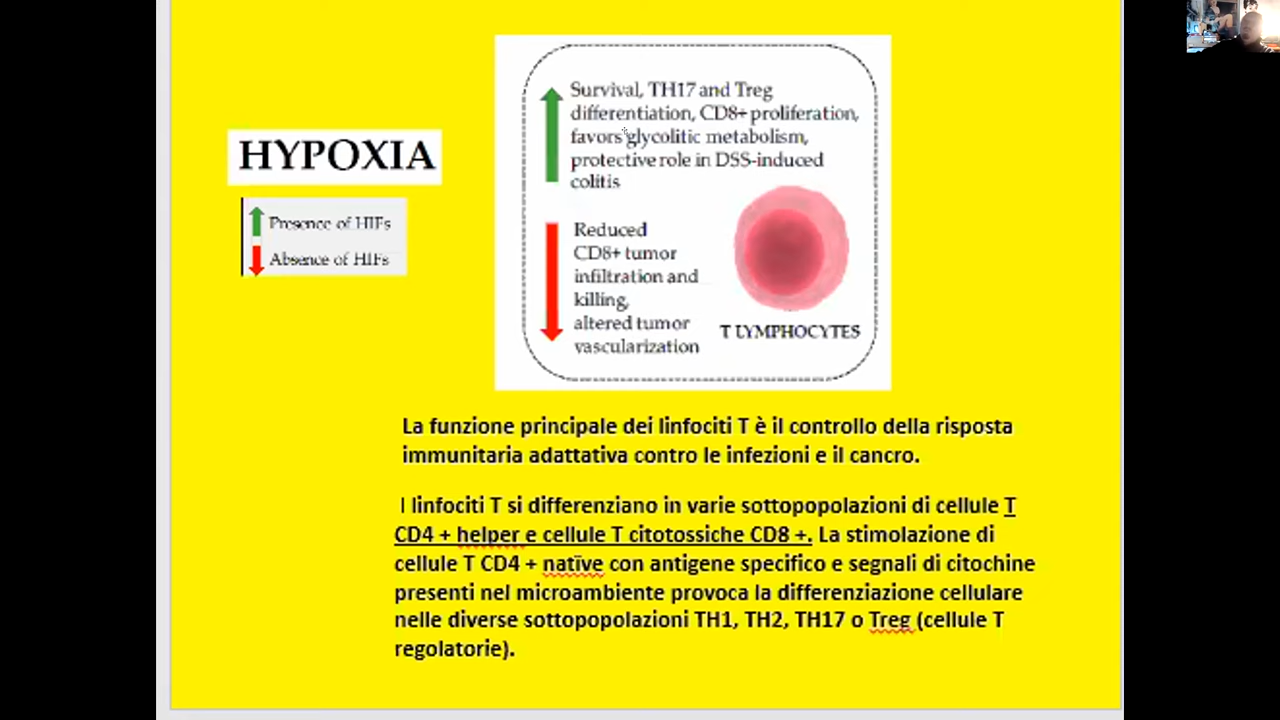 HYPOXIA
Presence of HIFs
Absence of HIFs
Survival, TH17 and Treg
differentiation, CD8+ proliferation,
favors glycolitic metabolism,
protective role in DSS-induced
colitis
Reduced
CD8+ tumor
infiltration and
killing,
altered tumor
vascularization
T LYMPHOCYTES
La funzione principale dei linfociti T è il controllo della risposta
immunitaria adattativa contro le infezioni e il cancro.
I linfociti T si differenziano in varie sottopopolazioni di cellule T
CD4 + helper e cellule T citotossiche CD8 +. La stimolazione di
cellule T CD4 + natïve con antigene specifico e segnali di citochine
presenti nel microambiente provoca la differenziazione cellulare
nelle diverse sottopopolazioni TH1, TH2, TH17 o Treg (cellule T
regolatorie).